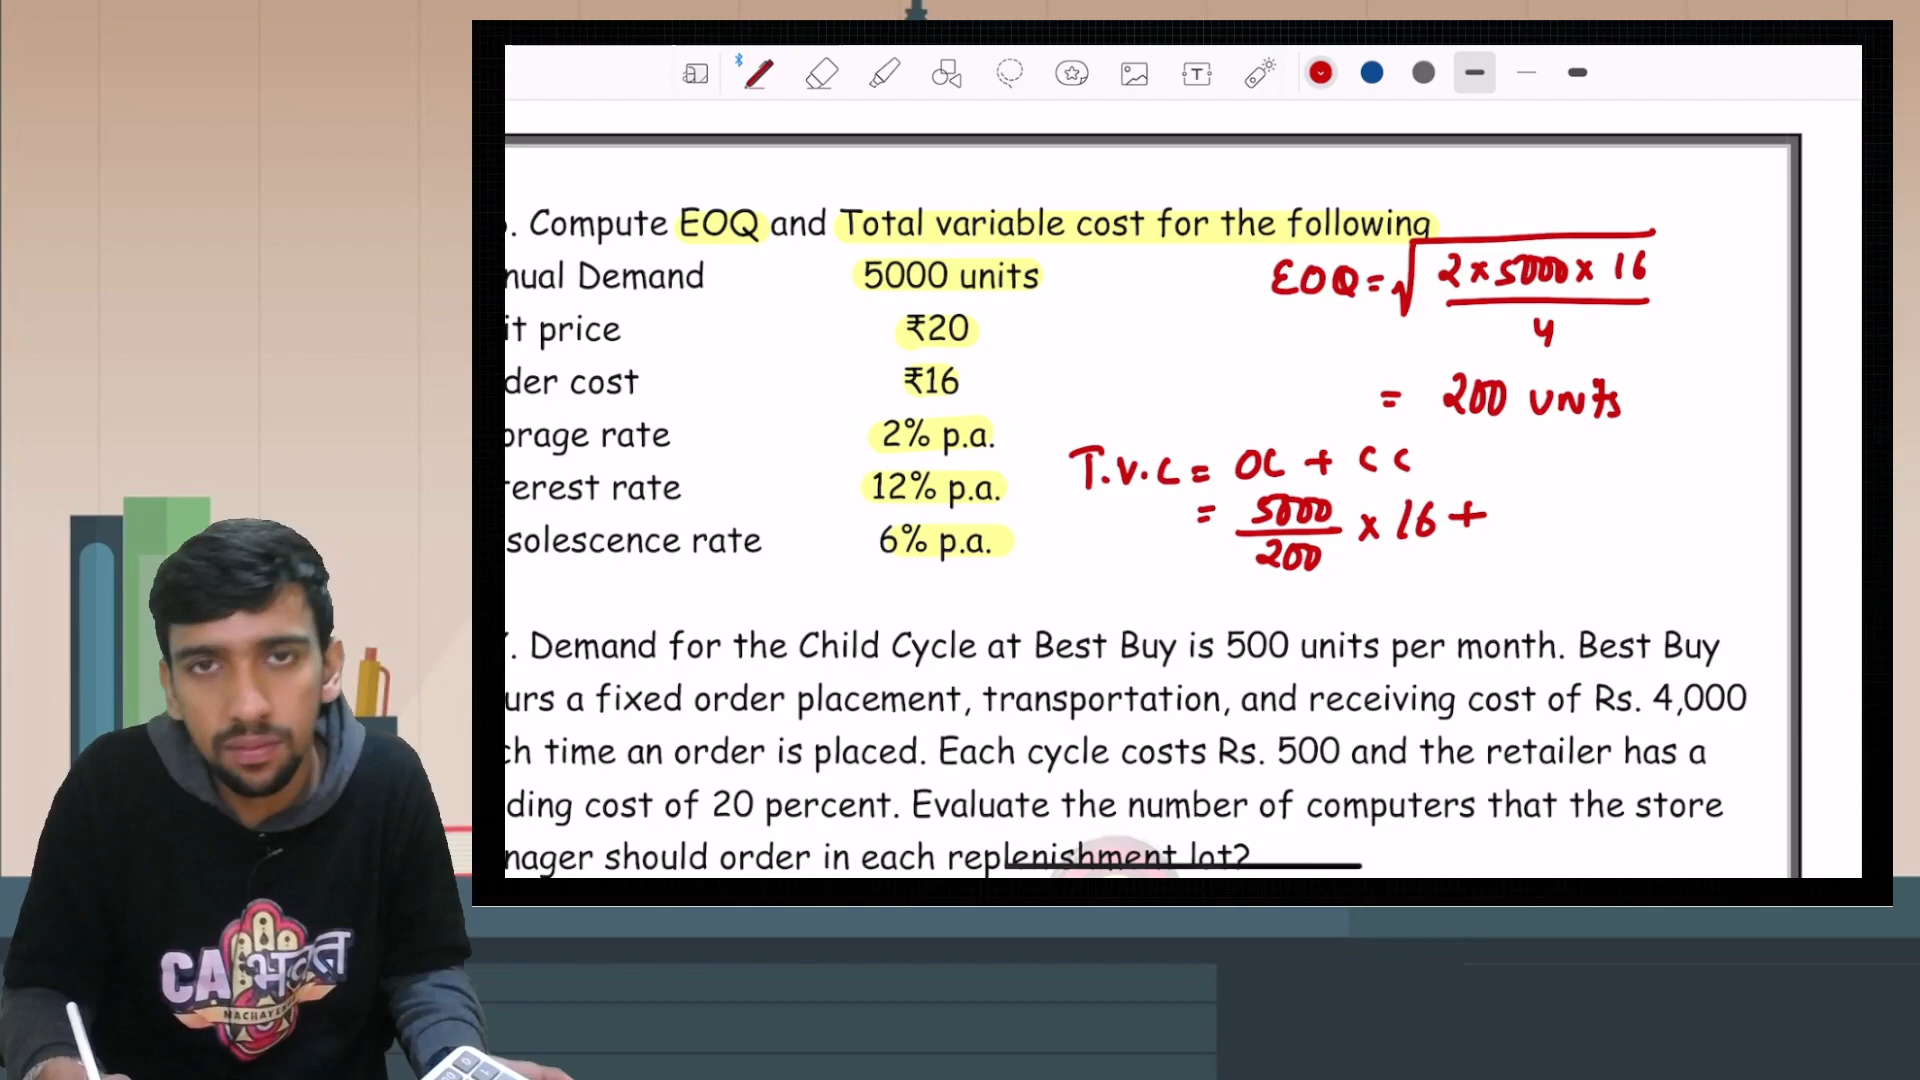 . Compute EOQ and Total variable cost for the following
nual Demand 5000 units
it price ₹20
der cost ₹16
orage rate 2% p.a.
terest rate 12% p.a.
solescence rate 6% p.a.
EOQ = √ 2 × 5000 × 16
4
= 200 units
T.V.C = OC + CC
= 5000 × 16 +
200
. Demand for the Child Cycle at Best Buy is 500 units per month. Best Buy
urs a fixed order placement, transportation, and receiving cost of Rs. 4,000
ch time an order is placed. Each cycle costs Rs. 500 and the retailer has a
ding cost of 20 percent. Evaluate the number of computers that the store
nager should order in each replenishment lot?
CA भगवत